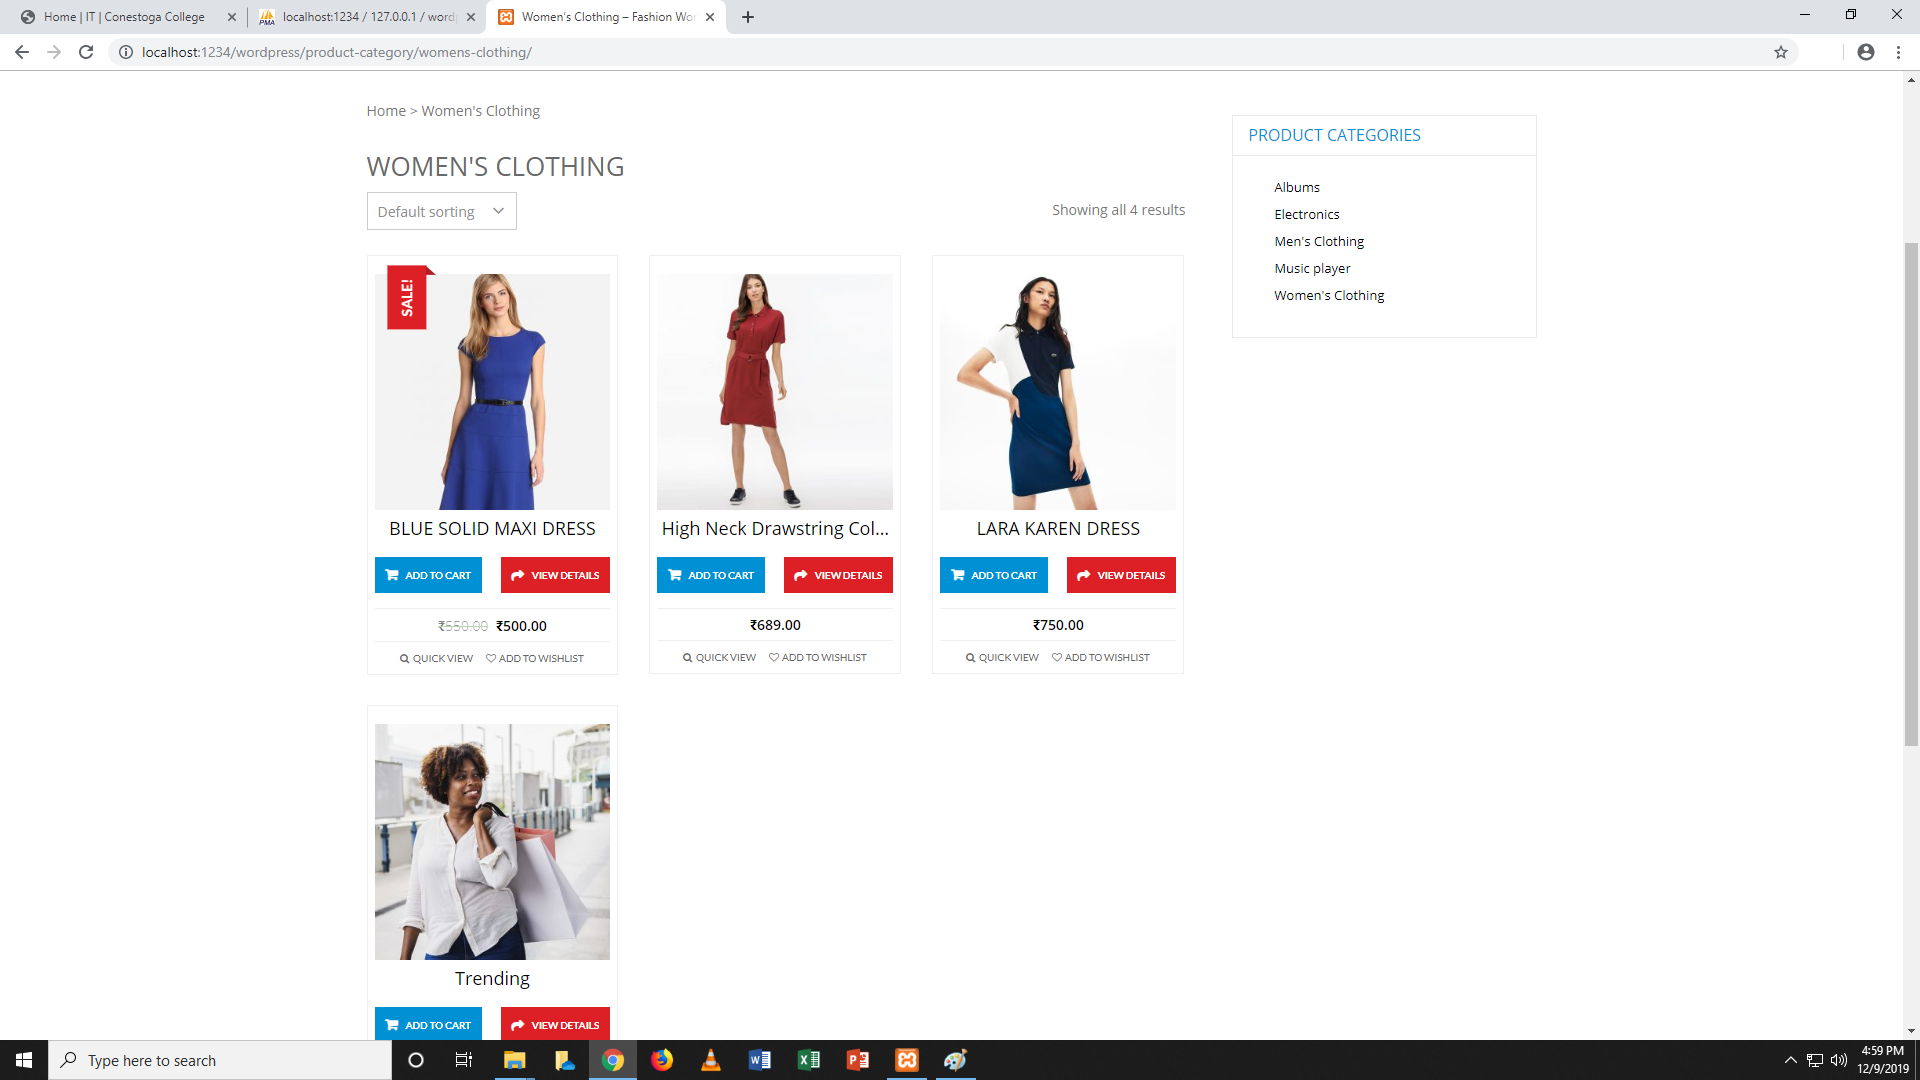 Home | IT | Conestoga College
localhost:1234 / 127.0.0.1 / wordp
Women's Clothing – Fashion Wor
localhost:1234/wordpress/product-category/womens-clothing/
Home > Women's Clothing
WOMEN'S CLOTHING
Default sorting
Showing all 4 results
PRODUCT CATEGORIES
Albums
Electronics
Men's Clothing
Music player
Women's Clothing
SALE!
BLUE SOLID MAXI DRESS
ADD TO CART VIEW DETAILS
₹550.00 ₹500.00
QUICK VIEW ADD TO WISHLIST
High Neck Drawstring Col...
ADD TO CART VIEW DETAILS
₹689.00
QUICK VIEW ADD TO WISHLIST
LARA KAREN DRESS
ADD TO CART VIEW DETAILS
₹750.00
QUICK VIEW ADD TO WISHLIST
Trending
ADD TO CART VIEW DETAILS
Type here to search
4:59 PM
12/9/2019